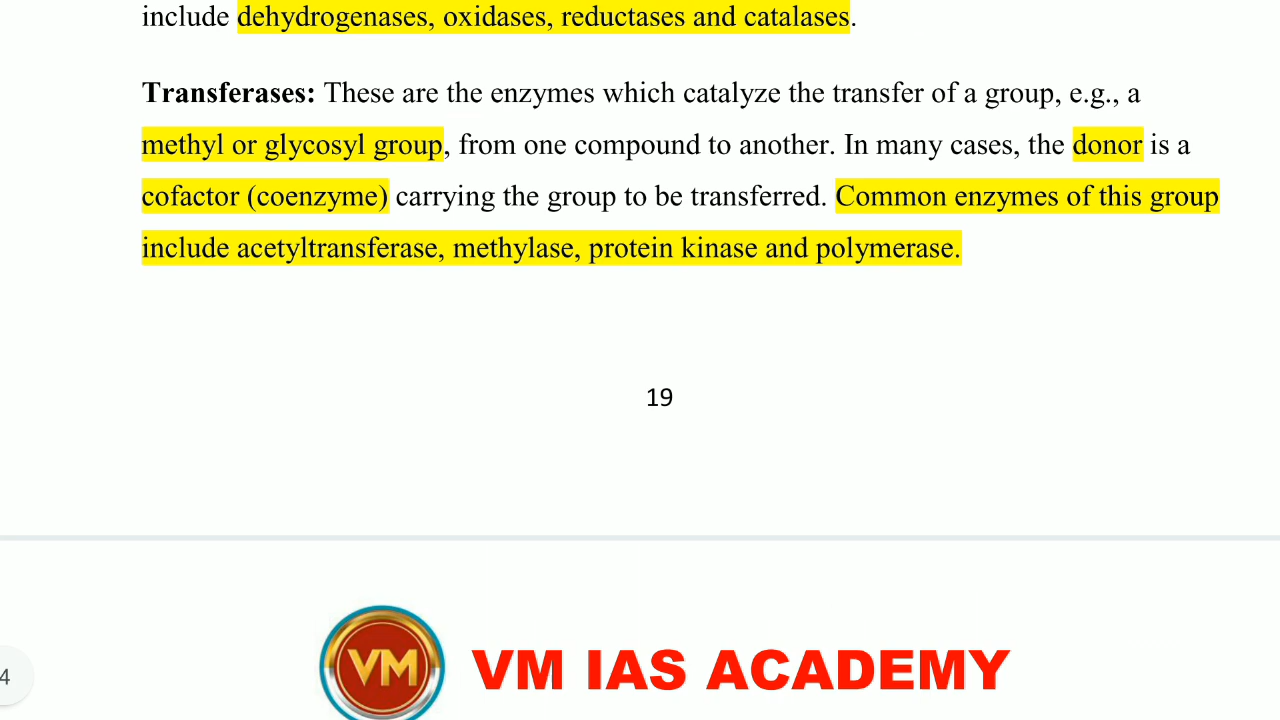 include dehydrogenases, oxidases, reductases and catalases.
Transferases: These are the enzymes which catalyze the transfer of a group, e.g., a
methyl or glycosyl group, from one compound to another. In many cases, the donor is a
cofactor (coenzyme) carrying the group to be transferred. Common enzymes of this group
include acetyltransferase, methylase, protein kinase and polymerase.
19
4
VM
VM IAS ACADEMY